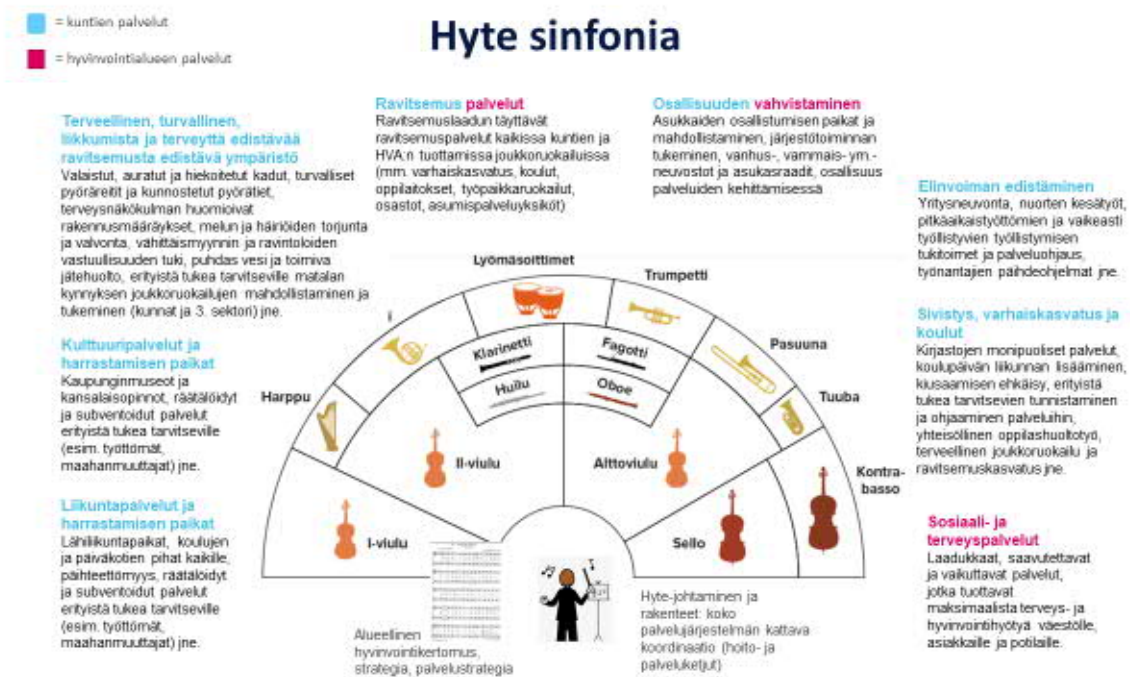 = kuntien palvelut
= hyvinvointialueen palvelut
Hyte sinfonia
Terveellinen, turvallinen,
liikkumista ja terveyttä edistävää
ravitsemusta edistävä ympäristö
Valaistut, auratut ja hiekoitetut kadut, turvalliset
pyöräreitit ja kunnostetut pyörätiet,
terveysnäkökulman huomioivat
rakennusmääräykset, melun ja häiriöiden torjunta
ja valvonta, vähittäismyynnin ja ravintoloiden
vastuullisuuden tuki, puhdas vesi ja toimiva
jätehuolto, erityistä tukea tarvitseville matalan
kynnyksen joukkoruokailujen mahdollistaminen ja
tukeminen (kunnat ja 3. sektori) jne.
Kulttuuripalvelut ja
harrastamisen paikat
Kaupunginmuseot ja
kansalaisopinnot, räätälöidyt
ja subventoidut palvelut
erityistä tukea tarvitseville
(esim. työttömät,
maahanmuuttajat) jne.
Liikuntapalvelut ja
harrastamisen paikat
Lähiliikuntapaikat, koulujen
ja päiväkotien pihat kaikille,
päihteettömyys, räätälöidyt
ja subventoidut palvelut
erityistä tukea tarvitseville
(esim. työttömät,
maahanmuuttajat) jne.
Ravitsemus palvelut
Ravitsemuslaadun täyttävät
ravitsemuspalvelut kaikissa kuntien ja
HVA:n tuottamissa joukkoruokailuissa
(mm. varhaiskasvatus, koulut,
oppilaitokset, työpaikkaruokailut,
osastot, asumispalveluyksiköt)
Osallisuuden vahvistaminen
Asukkaiden osallistumisen paikat ja
mahdollistaminen, järjestötoiminnan
tukeminen, vanhus-, vammais- ym.-
neuvostot ja asukasraadit, osallisuus
palveluiden kehittämisessä
Elinvoiman edistäminen
Yritysneuvonta, nuorten kesätyöt,
pitkäaikaistyöttömien ja vaikeasti
työllistyvien työllistymisen
tukitoimet ja palveluohjaus,
työnantajien päihdeohjelmat jne.
Sivistys, varhaiskasvatus ja
koulut
Kirjastojen monipuoliset palvelut,
koulupäivän liikunnan lisääminen,
kiusaamisen ehkäisy, erityistä
tukea tarvitsevien tunnistaminen
ja ohjaaminen palveluihin,
yhteisöllinen oppilashuoltotyö,
terveellinen joukkoruokailu ja
ravitsemuskasvatus jne.
Sosiaali- ja
terveyspalvelut
Laadukkaat, saavutettavat
ja vaikuttavat palvelut,
jotka tuottavat
maksimaalista terveys- ja
hyvinvointihyötyä väestölle,
asiakkaille ja potilaille.
Harppu
i
Lyömäsoittimet
Trumpetti
Pasuuna
Tuuba
Kontra-
basso
Klarinetti
Fagotti
Huilu
Oboe
II-viulu
Alttoviulu
I-viulu
Sello
Alueellinen
hyvinvointikertomus,
strategia, palvelustrategia
Hyte-johtaminen ja
rakenteet: koko
palvelujärjestelmän kattava
koordinaatio (hoito- ja
palveluketjut)